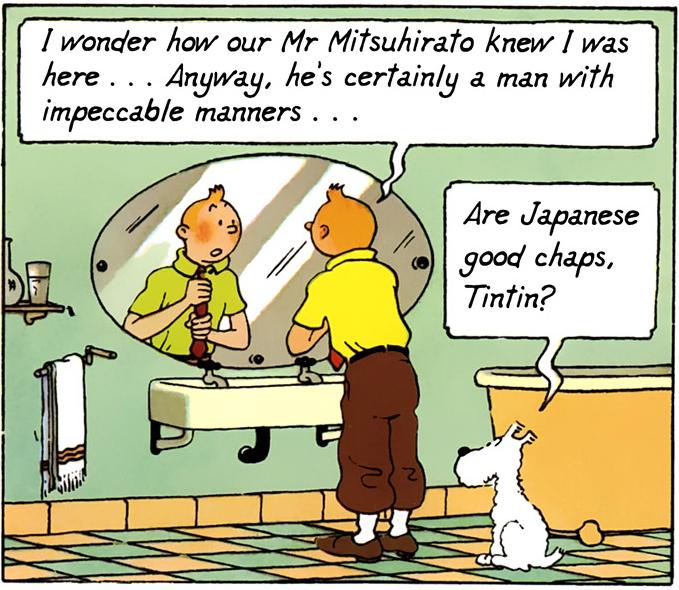 I wonder how our Mr Mitsuhirato knew I was
here . . . Anyway, he's certainly a man with
impeccable manners . . .
Are Japanese
good chaps,
Tintin?